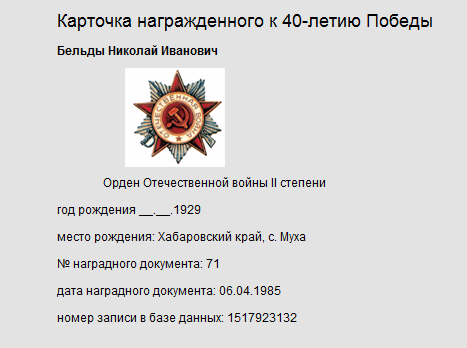 Карточка награжденного к 40-летию Победы
Бельды Николай Иванович
ОТЕЧЕСТВЕННАЯ ВОЙНА
Орден Отечественной войны II степени
год рождения __.__.1929
место рождения: Хабаровский край, с. Муха
№ наградного документа: 71
дата наградного документа: 06.04.1985
номер записи в базе данных: 1517923132